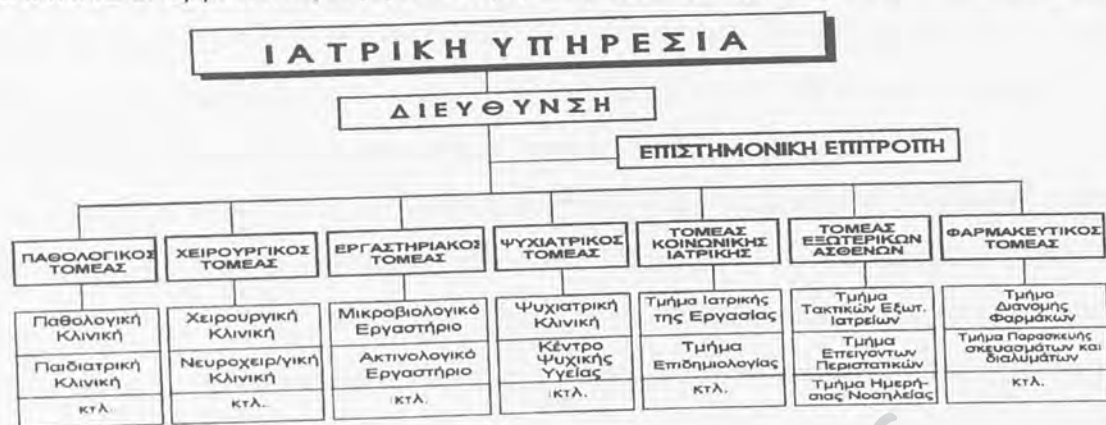 ΙΑΤΡΙΚΗ ΥΠΗΡΕΣΙΑ
ΔΙΕΥΘΥΝΣΗ
ΕΠΙΣΤΗΜΟΝΙΚΗ ΕΠΙΤΡΟΠΗ
ΠΑΘΟΛΟΓΙΚΟΣ
ΤΟΜΕΑΣ
ΧΕΙΡΟΥΡΓΙΚΟΣ
ΤΟΜΕΑΣ
ΕΡΓΑΣΤΗΡΙΑΚΟΣ
ΤΟΜΕΑΣ
ΨΥΧΙΑΤΡΙΚΟΣ
ΤΟΜΕΑΣ
ΤΟΜΕΑΣ
ΚΟΙΝΩΝΙΚΗΣ
ΙΑΤΡΙΚΗΣ
ΤΟΜΕΑΣ
ΕΞΩΤΕΡΙΚΩΝ
ΑΣΘΕΝΩΝ
ΦΑΡΜΑΚΕΥΤΙΚΟΣ
ΤΟΜΕΑΣ
Παθολογική
Κλινική
Παιδιατρική
Κλινική
κτλ.
Χειρουργική
Κλινική
Νευροχειρ/γική
Κλινική
κτλ.
Μικροβιολογικό
Εργαστήριο
Ακτινολογικό
Εργαστήριο
κτλ.
Ψυχιατρική
Κλινική
Κέντρο
Ψυχικής
Υγείας
κτλ.
Τμήμα Ιατρικής
της Εργασίας
Τμήμα
Επιδημιολογίας
κτλ.
Τμήμα
Τακτικών Εξωτ.
Ιατρείων
Τμήμα
Επειγοντων
Περιστατικών
Τμήμα Ημερή-
σιας Νοσηλείας
Τμήμα
Διανομής
Φαρμάκων
Τμήμα Παρασκευής
σκευασμάτων και
διαλυμάτων
κτλ.